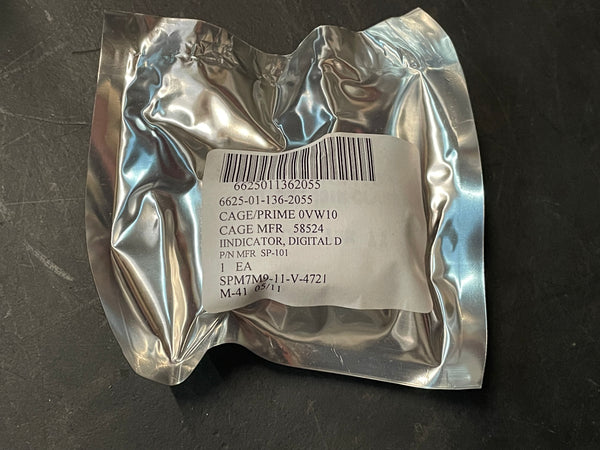 6625011362055
6625-01-136-2055
CAGE/PRIME 0VW10
CAGE MFR 58524
IINDICATOR, DIGITAL D
P/N MFR SP-101
1 EA
SPM7M9-11-V-4721
M-41 05/11